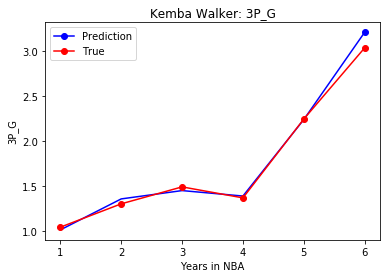 Kemba Walker: 3P_G
Prediction
True
3P_G
3.0
2.5
2.0
1.5
1.0
1 2 3 4 5 6
Years in NBA